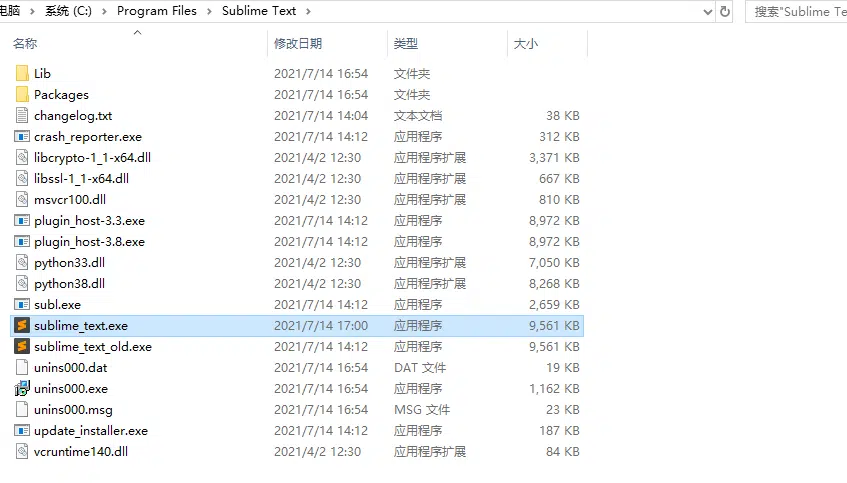 电脑 › 系统 (C:) › Program Files › Sublime Text ›
搜索"Sublime Te
名称 修改日期 类型 大小
Lib 2021/7/14 16:54 文件夹
Packages 2021/7/14 16:54 文件夹
changelog.txt 2021/7/14 14:04 文本文档 38 KB
crash_reporter.exe 2021/7/14 14:12 应用程序 312 KB
libcrypto-1_1-x64.dll 2021/4/2 12:30 应用程序扩展 3,371 KB
libssl-1_1-x64.dll 2021/4/2 12:30 应用程序扩展 667 KB
msvcr100.dll 2021/4/2 12:30 应用程序扩展 810 KB
plugin_host-3.3.exe 2021/7/14 14:12 应用程序 8,972 KB
plugin_host-3.8.exe 2021/7/14 14:12 应用程序 8,972 KB
python33.dll 2021/4/2 12:30 应用程序扩展 7,050 KB
python38.dll 2021/4/2 12:30 应用程序扩展 8,268 KB
subl.exe 2021/7/14 14:12 应用程序 2,659 KB
sublime_text.exe 2021/7/14 17:00 应用程序 9,561 KB
sublime_text_old.exe 2021/7/14 14:12 应用程序 9,561 KB
unins000.dat 2021/7/14 16:54 DAT 文件 19 KB
unins000.exe 2021/7/14 16:54 应用程序 1,162 KB
unins000.msg 2021/7/14 16:54 MSG 文件 23 KB
update_installer.exe 2021/7/14 14:12 应用程序 187 KB
vcruntime140.dll 2021/4/2 12:30 应用程序扩展 84 KB